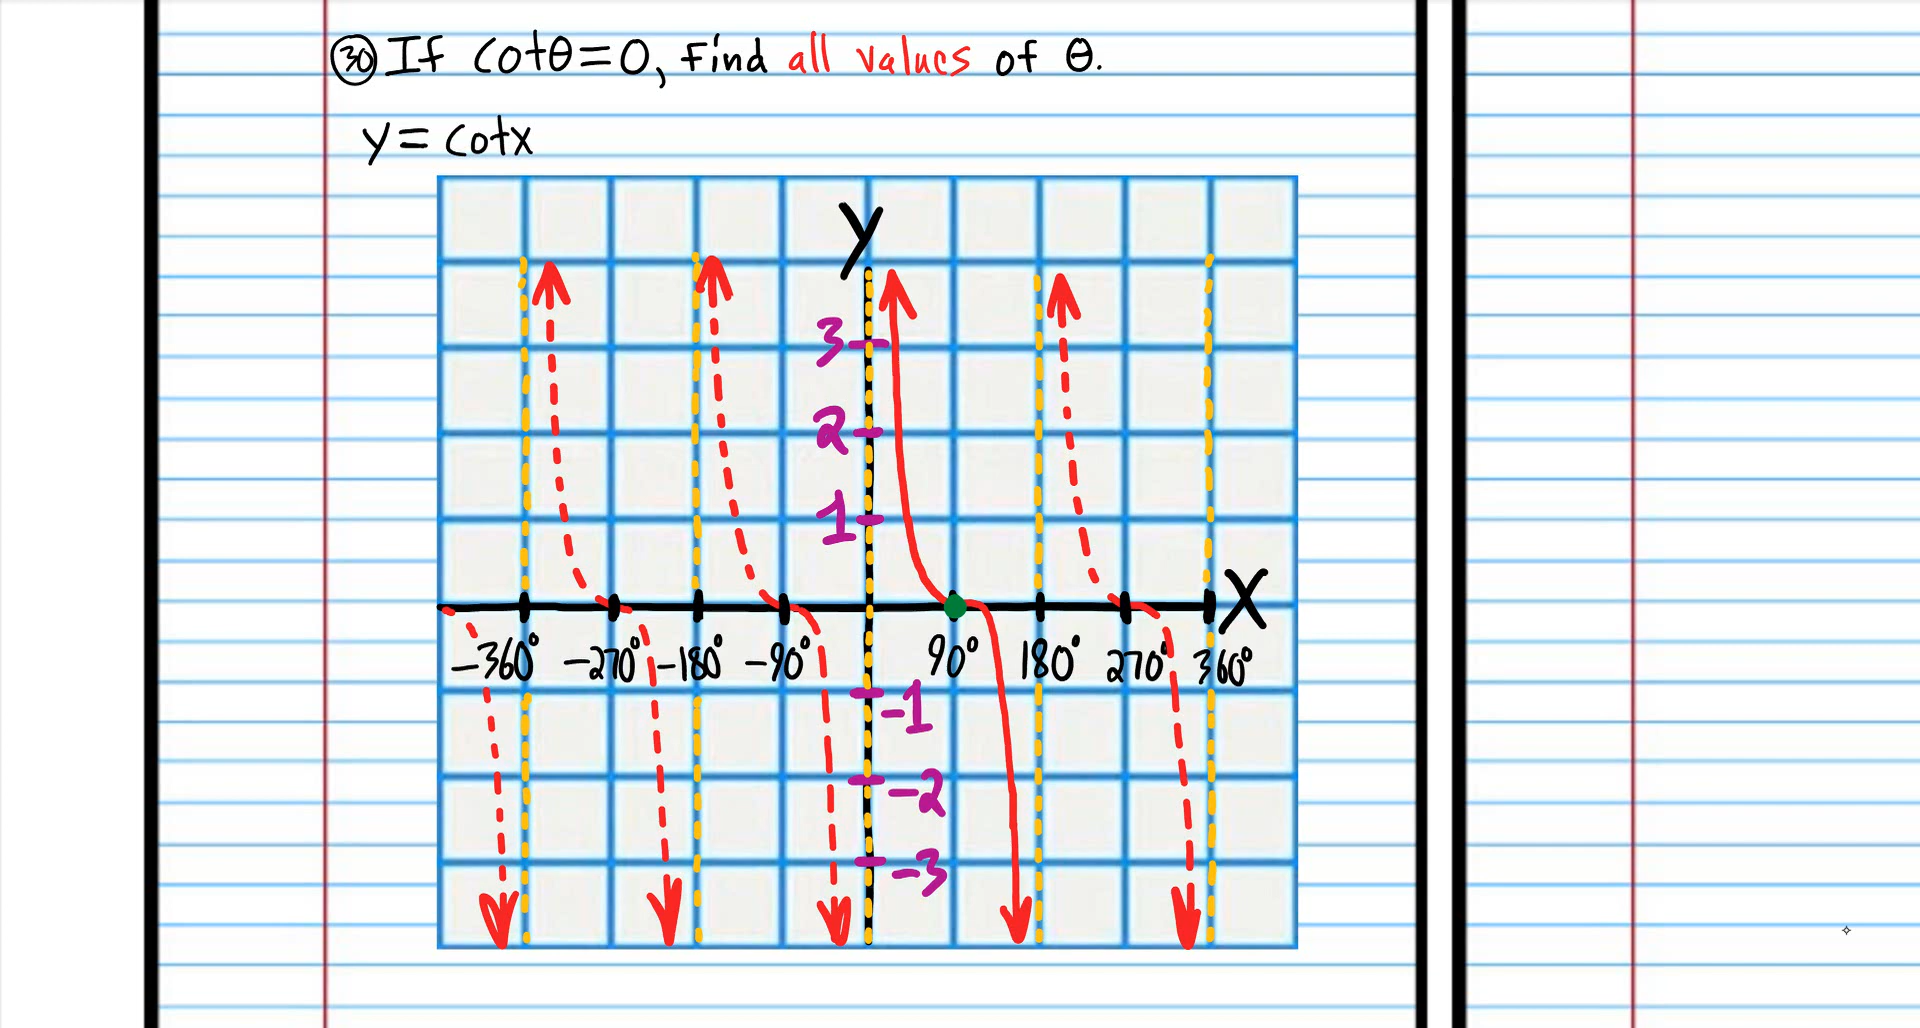 30 If cotθ=0, Find all values of θ.
y=cotx
y
3
2
1
x
-360° -270° -180° -90° 90° 180° 270° 360°
-1
-2
-3